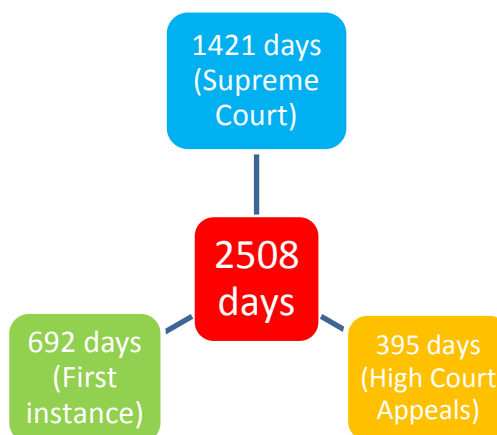 1421 days
(Supreme
Court)
2508
days
692 days
(First
instance)
395 days
(High Court
Appeals)